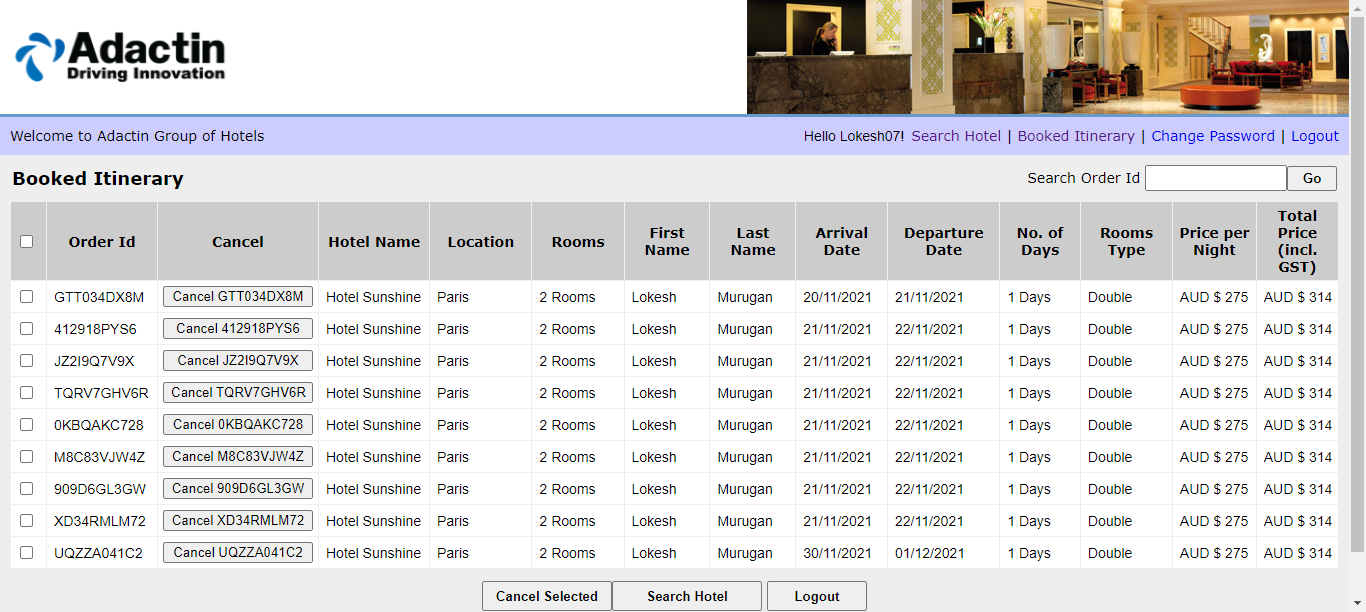 Adactin
Driving Innovation
Welcome to Adactin Group of Hotels
Hello Lokesh07! Search Hotel | Booked Itinerary | Change Password | Logout
Booked Itinerary
Search Order Id Go
Order Id Cancel Hotel Name Location Rooms First Name Last Name Arrival Date Departure Date No. of Days Rooms Type Price per Night Total Price (incl. GST)
GTT034DX8M Cancel GTT034DX8M Hotel Sunshine Paris 2 Rooms Lokesh Murugan 20/11/2021 21/11/2021 1 Days Double AUD $ 275 AUD $ 314
412918PYS6 Cancel 412918PYS6 Hotel Sunshine Paris 2 Rooms Lokesh Murugan 21/11/2021 22/11/2021 1 Days Double AUD $ 275 AUD $ 314
JZ2I9Q7V9X Cancel JZ2I9Q7V9X Hotel Sunshine Paris 2 Rooms Lokesh Murugan 21/11/2021 22/11/2021 1 Days Double AUD $ 275 AUD $ 314
TQRV7GHV6R Cancel TQRV7GHV6R Hotel Sunshine Paris 2 Rooms Lokesh Murugan 21/11/2021 22/11/2021 1 Days Double AUD $ 275 AUD $ 314
0KBQAKC728 Cancel 0KBQAKC728 Hotel Sunshine Paris 2 Rooms Lokesh Murugan 21/11/2021 22/11/2021 1 Days Double AUD $ 275 AUD $ 314
M8C83VJW4Z Cancel M8C83VJW4Z Hotel Sunshine Paris 2 Rooms Lokesh Murugan 21/11/2021 22/11/2021 1 Days Double AUD $ 275 AUD $ 314
909D6GL3GW Cancel 909D6GL3GW Hotel Sunshine Paris 2 Rooms Lokesh Murugan 21/11/2021 22/11/2021 1 Days Double AUD $ 275 AUD $ 314
XD34RMLM72 Cancel XD34RMLM72 Hotel Sunshine Paris 2 Rooms Lokesh Murugan 21/11/2021 22/11/2021 1 Days Double AUD $ 275 AUD $ 314
UQZZA041C2 Cancel UQZZA041C2 Hotel Sunshine Paris 2 Rooms Lokesh Murugan 30/11/2021 01/12/2021 1 Days Double AUD $ 275 AUD $ 314
Cancel Selected Search Hotel Logout